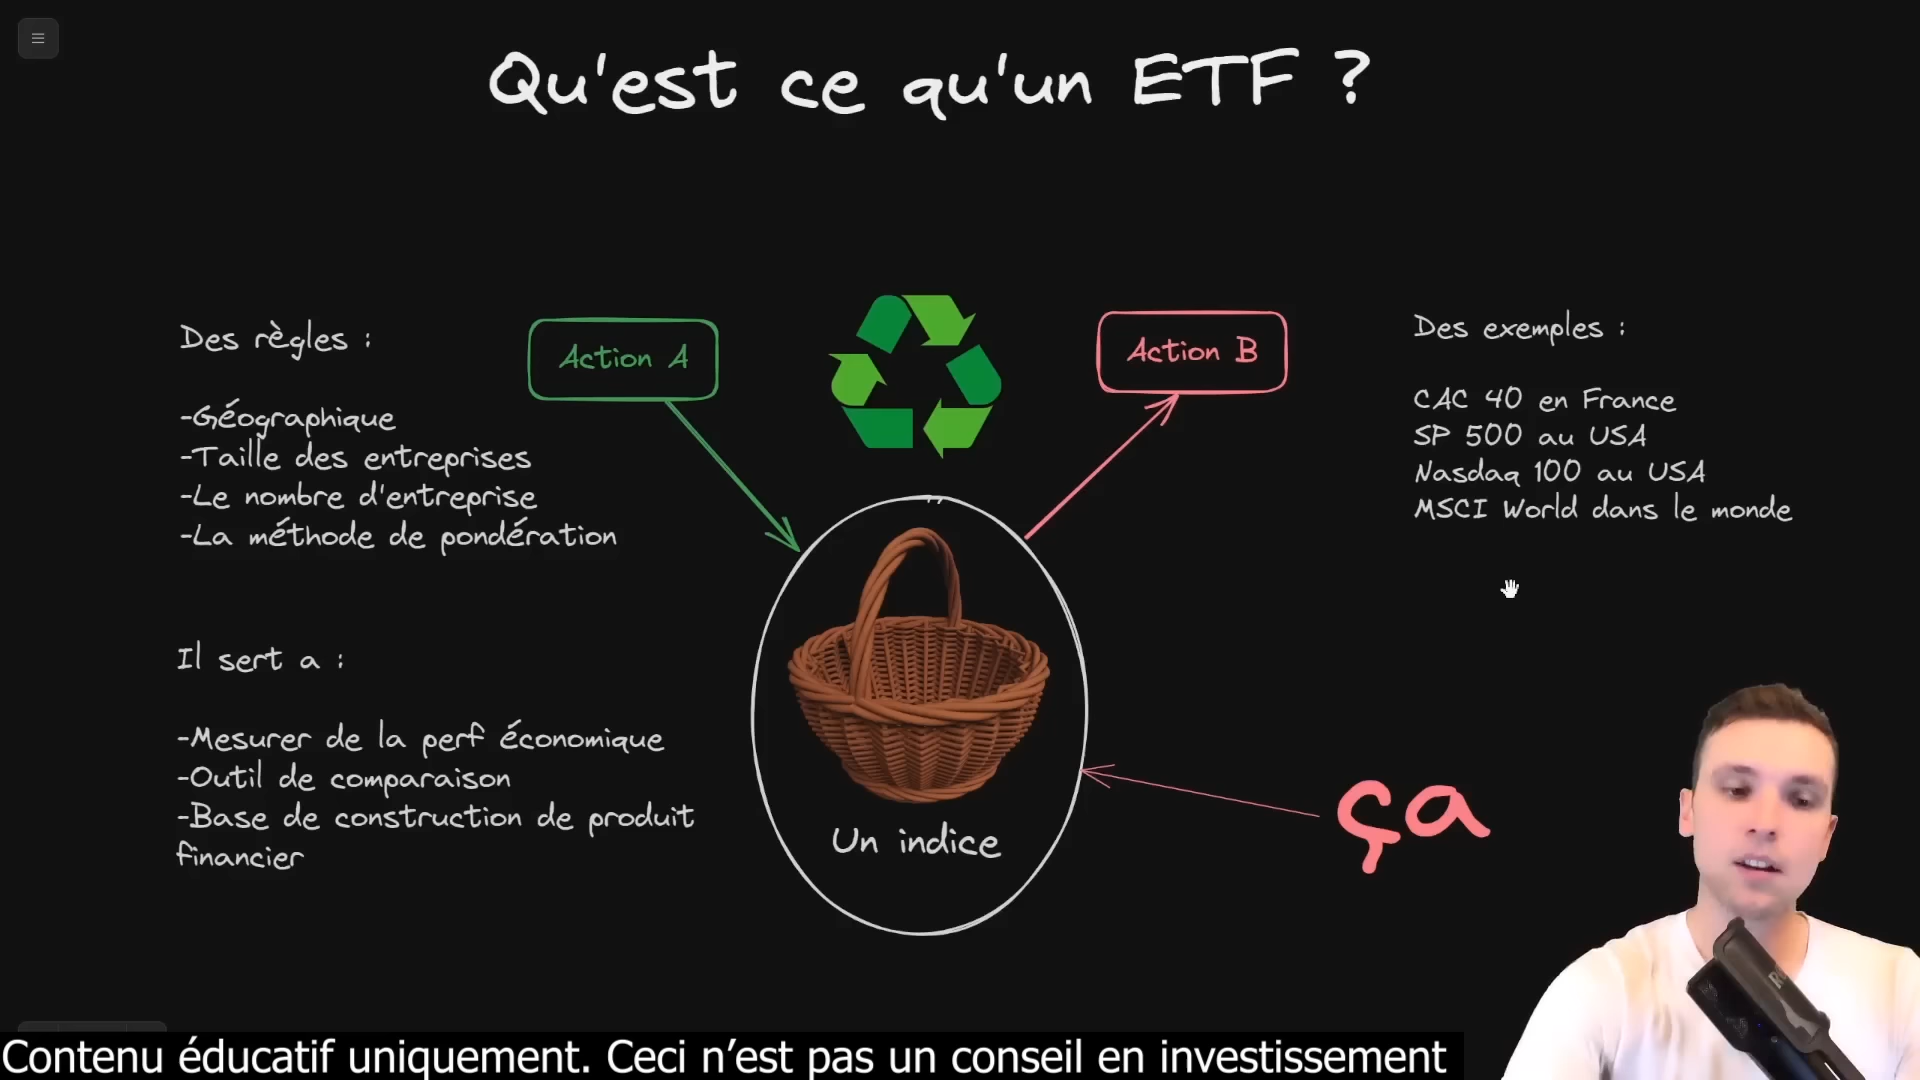 Qu'est ce qu'un ETF ?
Des règles :
-Géographique
-Taille des entreprises
-Le nombre d'entreprise
-La méthode de pondération
Il sert a :
-Mesurer de la perf économique
-Outil de comparaison
-Base de construction de produit
financier
Action A
Action B
Un indice
Des exemples :
CAC 40 en France
SP 500 au USA
Nasdaq 100 au USA
MSCI World dans le monde
ça
Contenu éducatif uniquement. Ceci n’est pas un conseil en investissement